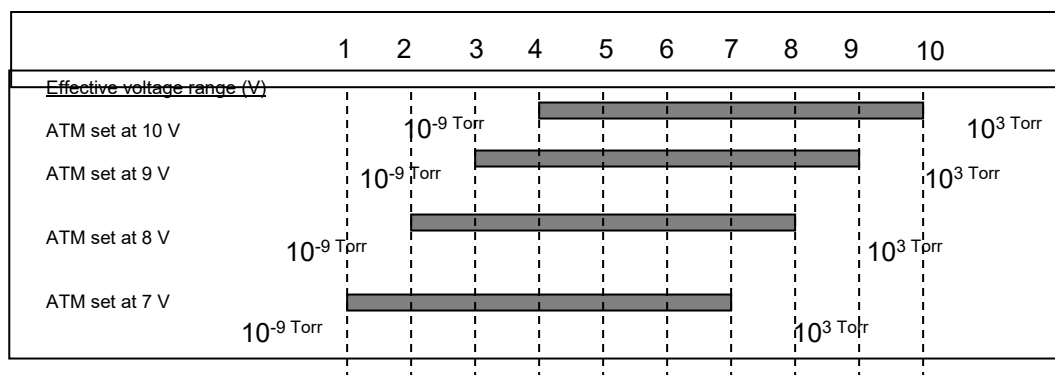 1 2 3 4 5 6 7 8 9 10
Effective voltage range (V)
ATM set at 10 V 10⁻⁹ Torr 10³ Torr
ATM set at 9 V 10⁻⁹ Torr 10³ Torr
ATM set at 8 V 10⁻⁹ Torr 10³ Torr
ATM set at 7 V 10⁻⁹ Torr 10³ Torr